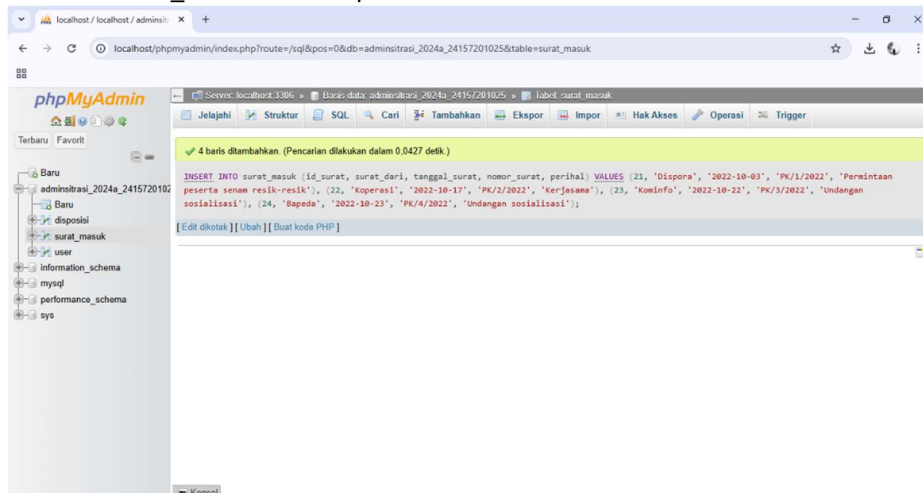 localhost / localhost / adminsit
localhost/phpmyadmin/index.php?route=/sql&pos=0&db=adminsitrasi_2024a_24157201025&table=surat_masuk
phpMyAdmin
Terbaru Favorit
Baru
adminsitrasi_2024a_2415720102
Baru
disposisi
surat_masuk
user
information_schema
mysql
performance_schema
sys
Server: localhost:3306 » Basis data: adminsitrasi_2024a_24157201025 » Tabel: surat_masuk
Jelajahi Struktur SQL Cari Tambahkan Ekspor Impor Hak Akses Operasi Trigger
4 baris ditambahkan. (Pencarian dilakukan dalam 0,0427 detik.)
INSERT INTO surat_masuk (id_surat, surat_dari, tanggal_surat, nomor_surat, perihal) VALUES (21, 'Dispora', '2022-10-03', 'PK/1/2022', 'Permintaan
peserta senam resik-resik'), (22, 'Koperasi', '2022-10-17', 'PK/2/2022', 'Kerjasama'), (23, 'Kominfo', '2022-10-22', 'PK/3/2022', 'Undangan
sosialisasi'), (24, 'Bapeda', '2022-10-23', 'PK/4/2022', 'Undangan sosialisasi');
[ Edit dikotak ] [ Ubah ] [ Buat kode PHP ]
Konsol